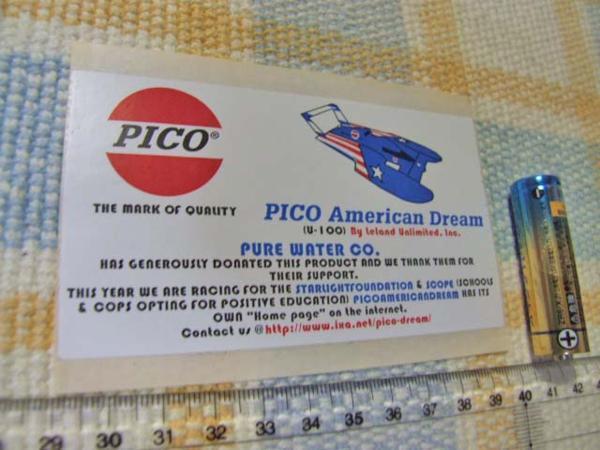 PICO®
THE MARK OF QUALITY
PICO American Dream
(U-100) By Leland Unlimited, Inc.
PURE WATER CO.
HAS GENEROUSLY DONATED THIS PRODUCT AND WE THANK THEM FOR
THEIR SUPPORT.
THIS YEAR WE ARE RACING FOR THE STARLIGHTFOUNDATION & SCOPE (SCHOOLS
& COPS OPTING FOR POSITIVE EDUCATION) PICOAMERICANDREAM HAS ITS
OWN "Home page" on the internet.
Contact us @http://www.ixa.net/pico-dream/
29 30 31 32 33 34 35 36 37 38 39 40 41